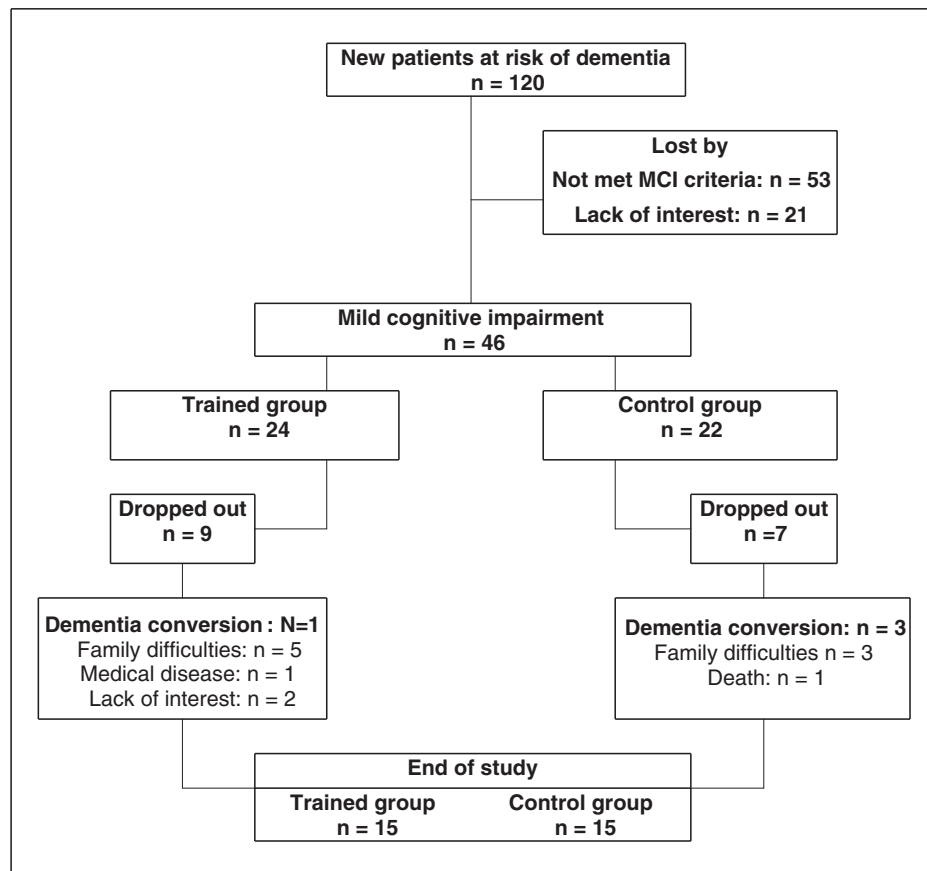 New patients at risk of dementia
n = 120
Lost by
Not met MCI criteria: n = 53
Lack of interest: n = 21
Mild cognitive impairment
n = 46
Trained group
n = 24
Control group
n = 22
Dropped out
n = 9
Dropped out
n =7
Dementia conversion : N=1
Family difficulties: n = 5
Medical disease: n = 1
Lack of interest: n = 2
Dementia conversion: n = 3
Family difficulties n = 3
Death: n = 1
End of study
Trained group
n = 15
Control group
n = 15